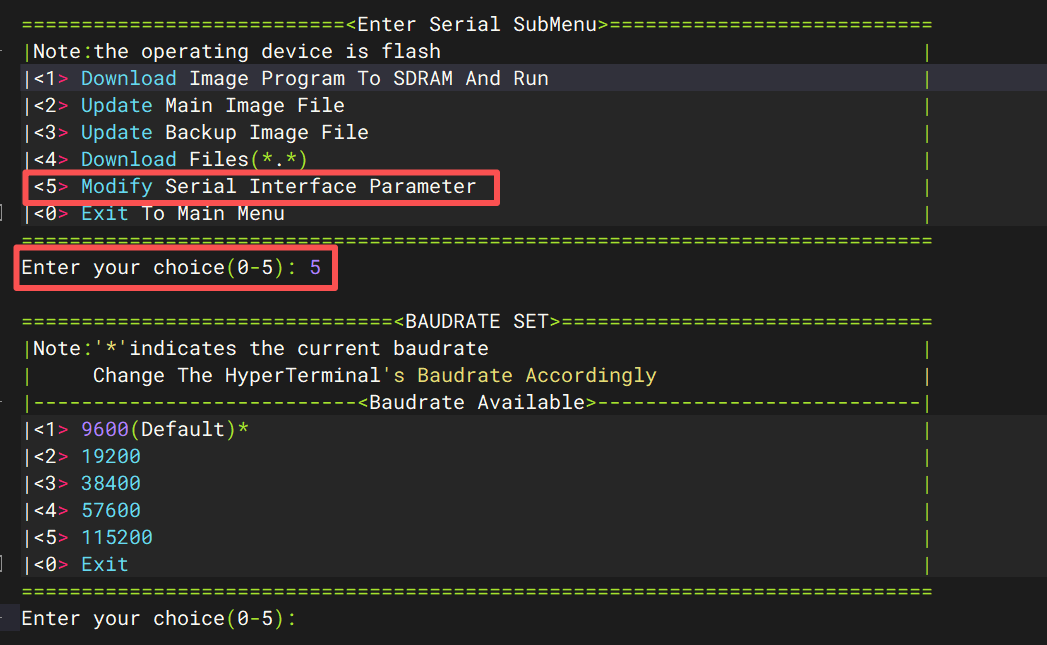 ===========================<Enter Serial SubMenu>===========================
|Note:the operating device is flash                                        |
|<1> Download Image Program To SDRAM And Run                               |
|<2> Update Main Image File                                                |
|<3> Update Backup Image File                                              |
|<4> Download Files(*.*)                                                   |
|<5> Modify Serial Interface Parameter                                     |
|<0> Exit To Main Menu                                                     |
============================================================================
Enter your choice(0-5): 5
===============================<BAUDRATE SET>===============================
|Note:'*'indicates the current baudrate                                    |
|     Change The HyperTerminal's Baudrate Accordingly                      |
|---------------------------<Baudrate Available>---------------------------|
|<1> 9600(Default)*                                                        |
|<2> 19200                                                                 |
|<3> 38400                                                                 |
|<4> 57600                                                                 |
|<5> 115200                                                                |
|<0> Exit                                                                  |
============================================================================
Enter your choice(0-5):